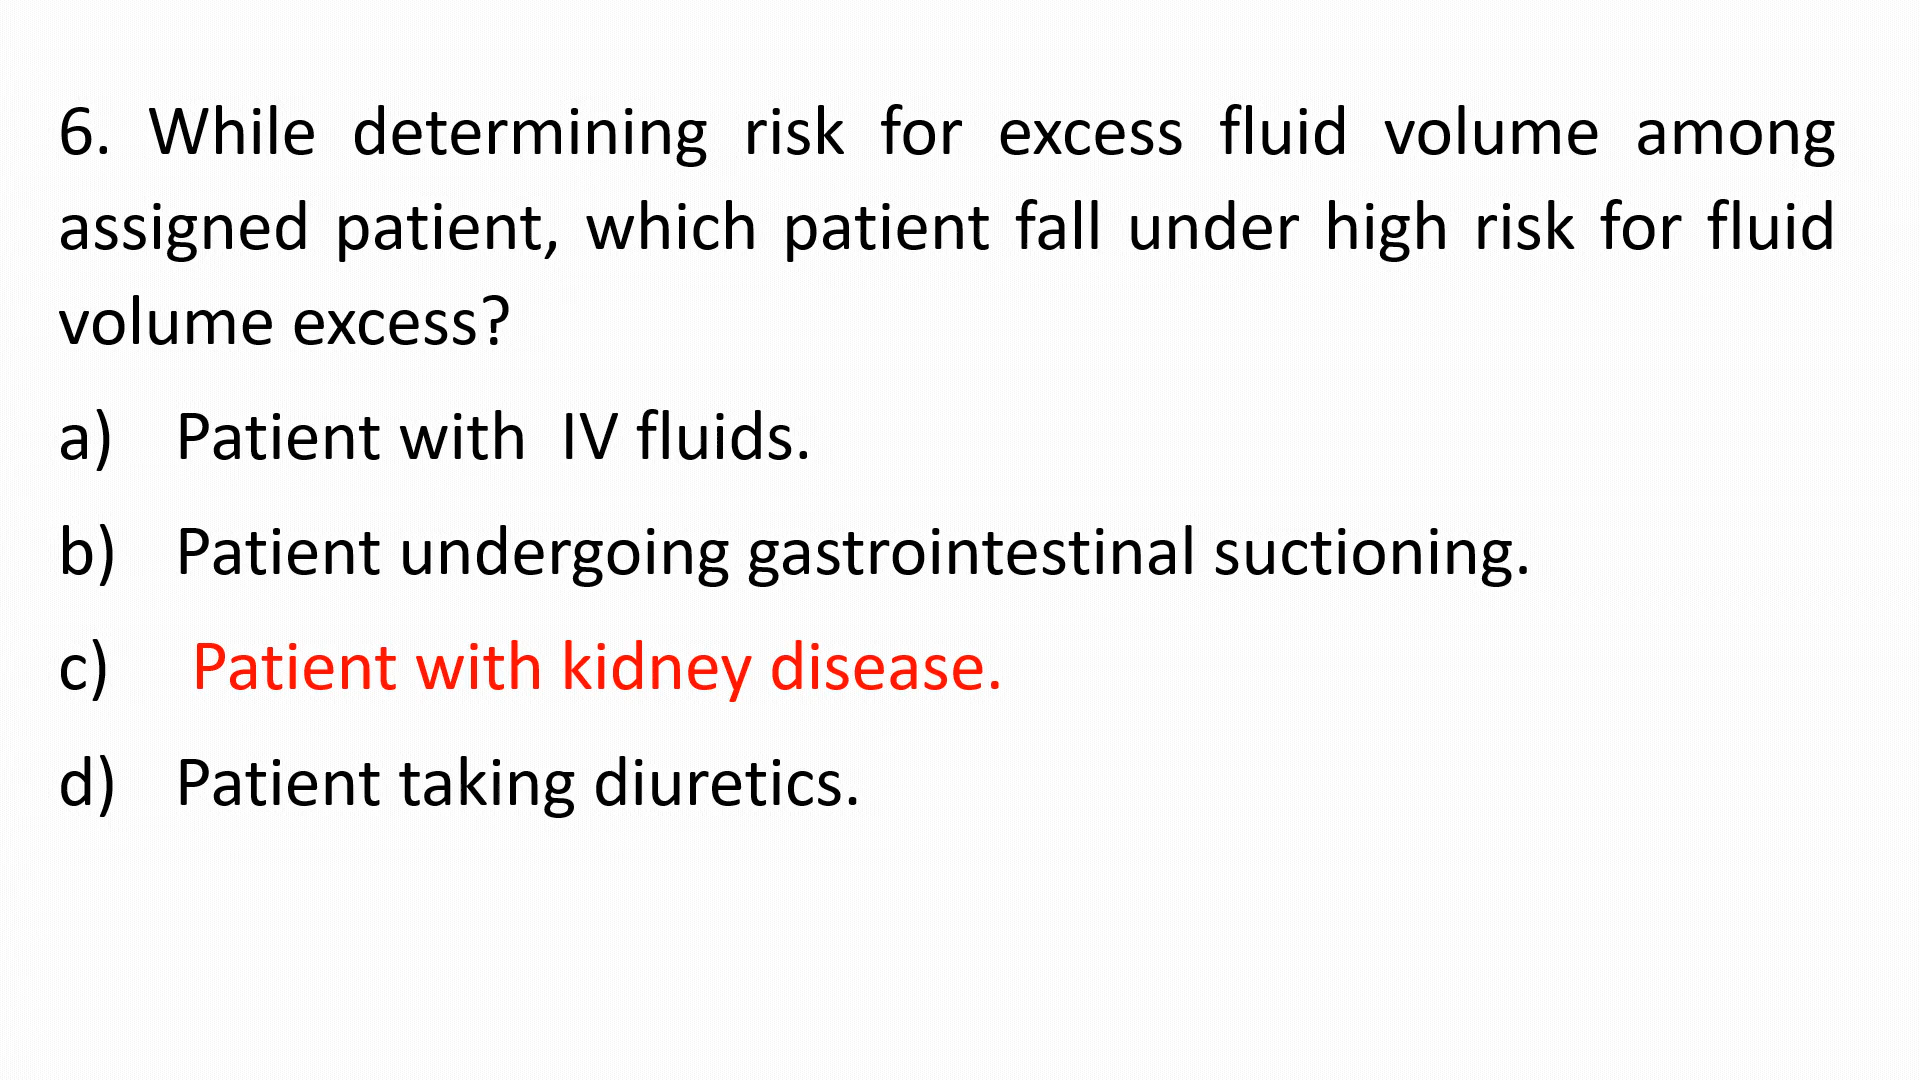 6. While determining risk for excess fluid volume among
assigned patient, which patient fall under high risk for fluid
volume excess?
a) Patient with IV fluids.
b) Patient undergoing gastrointestinal suctioning.
c) Patient with kidney disease.
d) Patient taking diuretics.